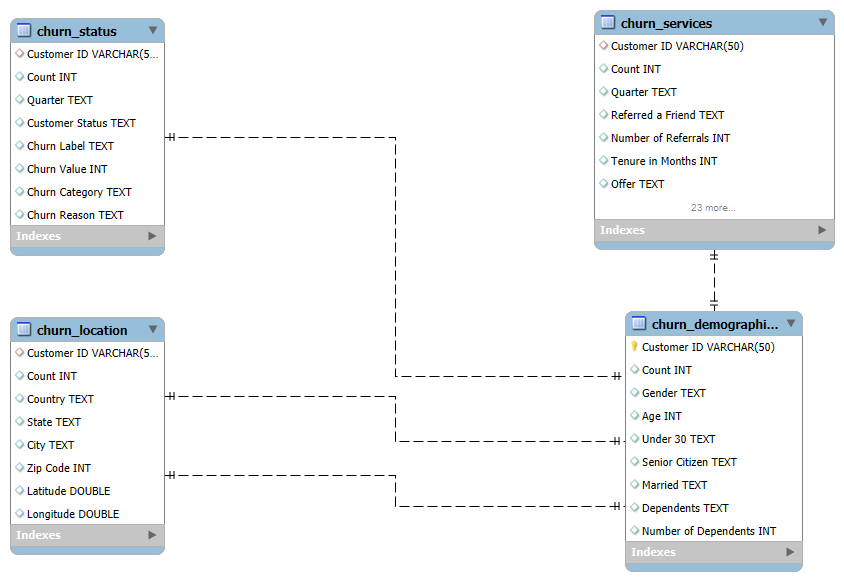 churn_status
Customer ID VARCHAR(5...
Count INT
Quarter TEXT
Customer Status TEXT
Churn Label TEXT
Churn Value INT
Churn Category TEXT
Churn Reason TEXT
Indexes
churn_services
Customer ID VARCHAR(50)
Count INT
Quarter TEXT
Referred a Friend TEXT
Number of Referrals INT
Tenure in Months INT
Offer TEXT
23 more...
Indexes
churn_location
Customer ID VARCHAR(5...
Count INT
Country TEXT
State TEXT
City TEXT
Zip Code INT
Latitude DOUBLE
Longitude DOUBLE
Indexes
churn_demographi...
Customer ID VARCHAR(50)
Count INT
Gender TEXT
Age INT
Under 30 TEXT
Senior Citizen TEXT
Married TEXT
Dependents TEXT
Number of Dependents INT
Indexes